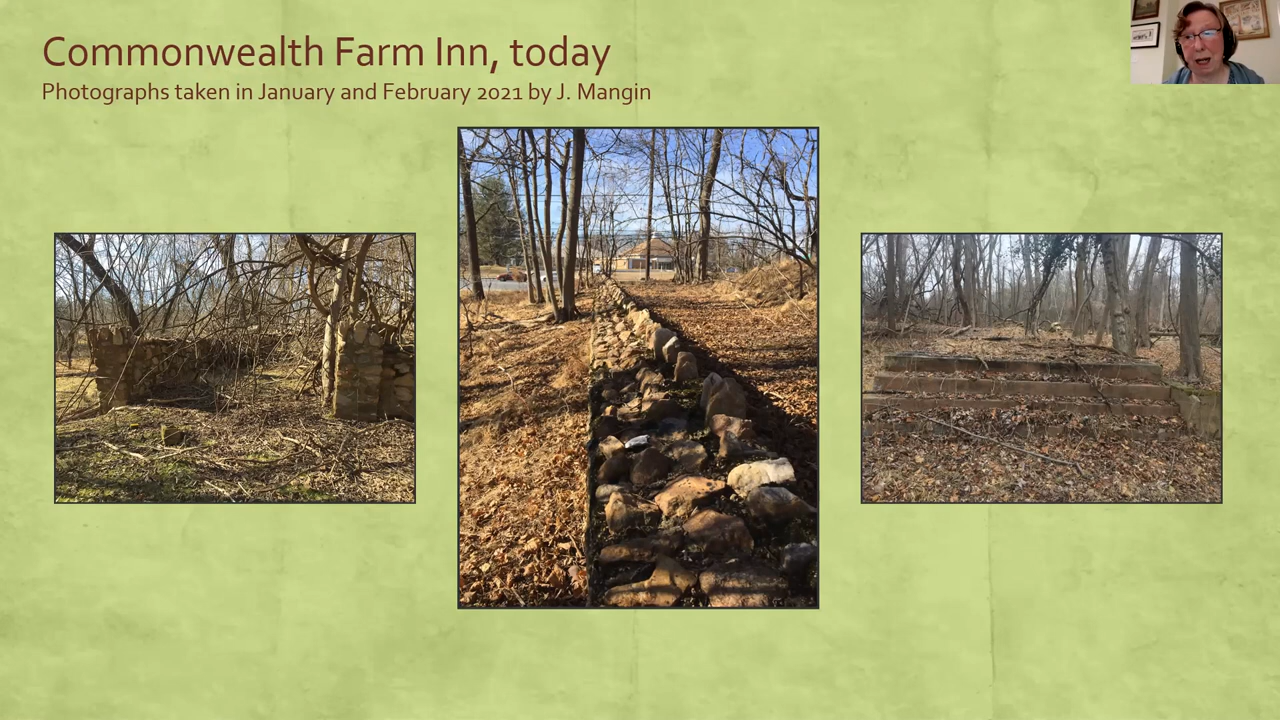 Commonwealth Farm Inn, today
Photographs taken in January and February 2021 by J. Mangin